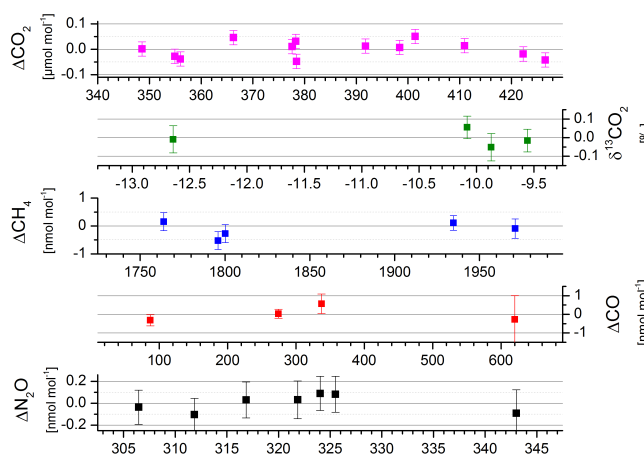 ΔCO₂
[µmol mol⁻¹]
0.1
0.0
-0.1
340 350 360 370 380 390 400 410 420
0.1
0.0
-0.1
δ¹³CO₂
[‰]
-13.0 -12.5 -12.0 -11.5 -11.0 -10.5 -10.0 -9.5
ΔCH₄
[nmol mol⁻¹]
1
0
-1
1750 1800 1850 1900 1950
1
0
-1
ΔCO
[nmol mol⁻¹]
100 200 300 400 500 600
ΔN₂O
[nmol mol⁻¹]
0.2
0.0
-0.2
305 310 315 320 325 330 335 340 345